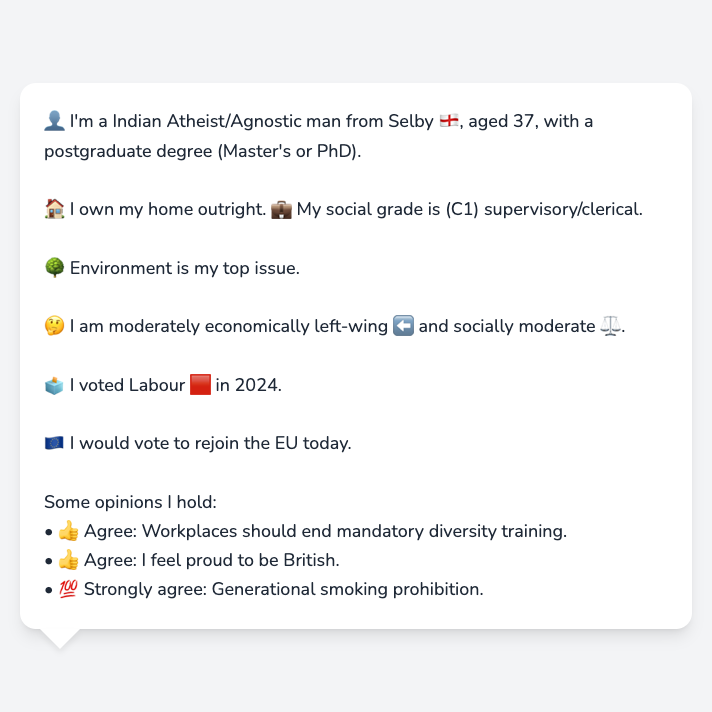 👤 I'm a Indian Atheist/Agnostic man from Selby 🏴󠁧󠁢󠁥󠁮󠁧󠁿, aged 37, with a
postgraduate degree (Master's or PhD).
🏠 I own my home outright. 💼 My social grade is (C1) supervisory/clerical.
🌳 Environment is my top issue.
🤔 I am moderately economically left-wing ⬅️ and socially moderate ⚖️.
🗳️ I voted Labour 🟥 in 2024.
🇪🇺 I would vote to rejoin the EU today.
Some opinions I hold:
• 👍 Agree: Workplaces should end mandatory diversity training.
• 👍 Agree: I feel proud to be British.
• 💯 Strongly agree: Generational smoking prohibition.